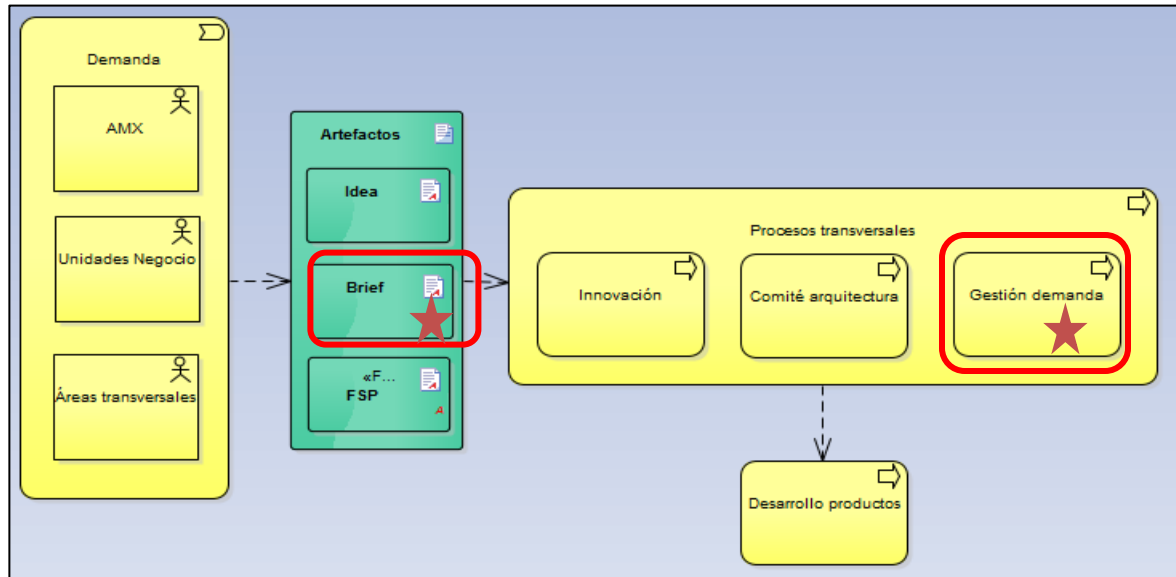 Demanda
AMX
Unidades Negocio
Áreas transversales
Artefactos
Idea
Brief
«F...
FSP
A
Procesos transversales
Innovación
Comité arquitectura
Gestión demanda
Desarrollo productos